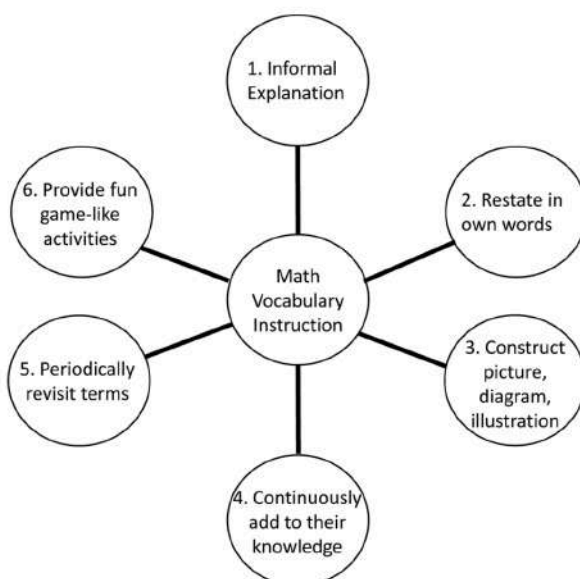 1. Informal
Explanation
2. Restate in
own words
3. Construct
picture,
diagram,
illustration
4. Continuously
add to their
knowledge
5. Periodically
revisit terms
6. Provide fun
game-like
activities
Math
Vocabulary
Instruction